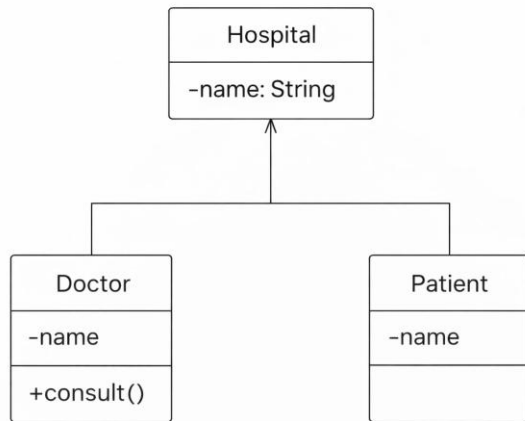 Hospital
-name: String
Doctor
-name
+consult()
Patient
-name